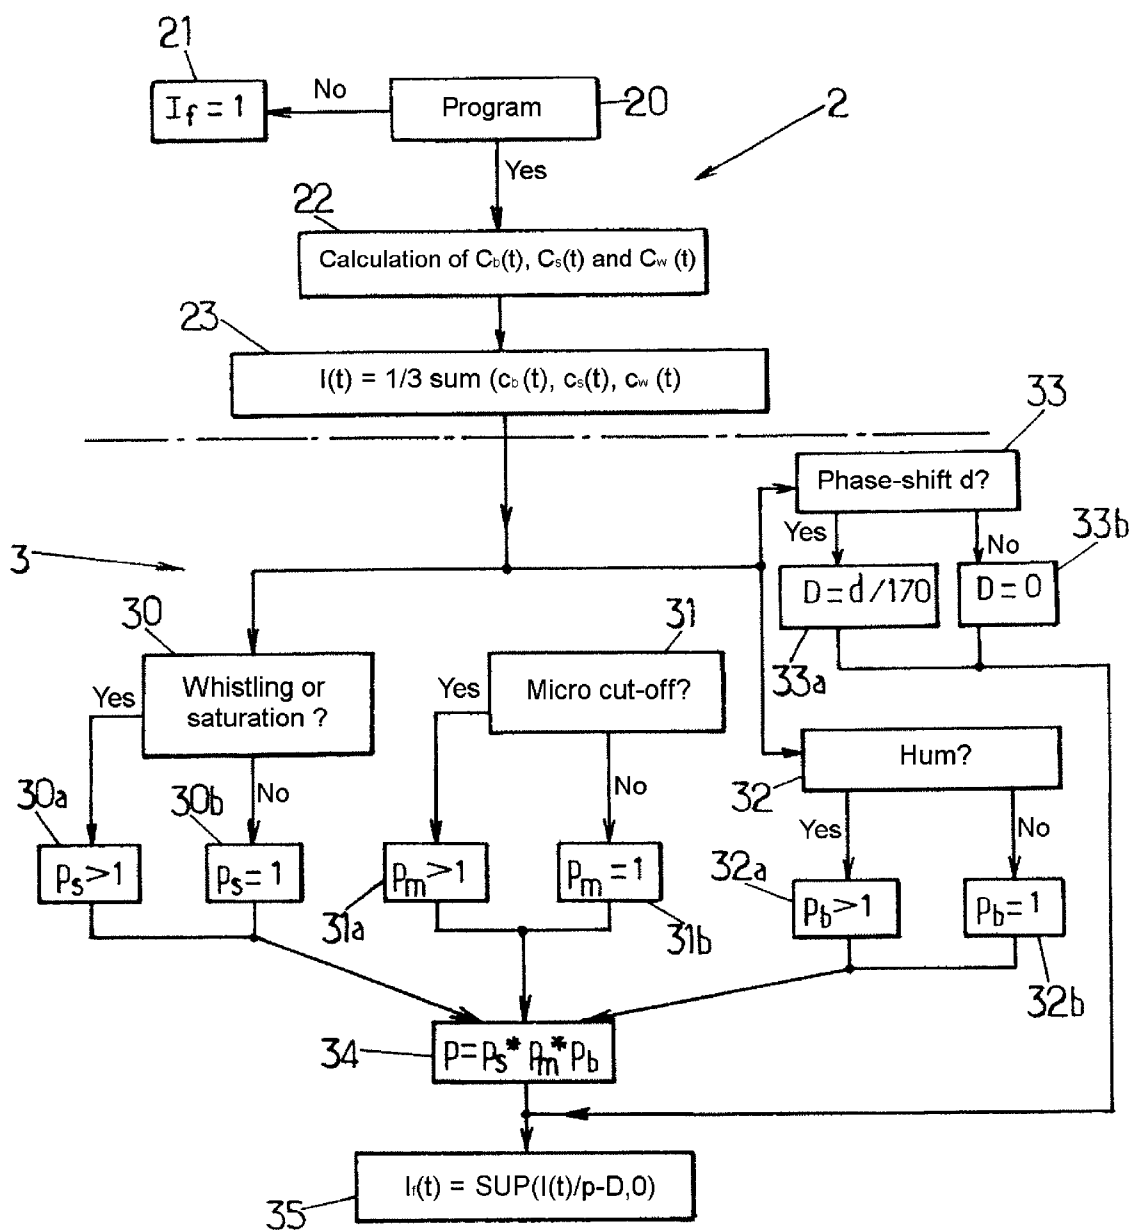 21
I_f = 1
No
Program
20
2
Yes
22
Calculation of C_b(t), C_s(t) and C_w (t)
23
I(t) = 1/3 sum (c_b (t), c_s(t), c_w (t)
33
Phase-shift d?
Yes
No
33b
3
D = d/170
D = 0
33a
30
31
Whistling or
saturation ?
Yes
Yes
Micro cut-off?
Hum?
32
30a
30b
No
No
Yes
No
p_s > 1
p_s = 1
p_m > 1
p_m = 1
32a
p_b > 1
p_b = 1
31a
31b
32b
34
p = p_s * p_m * p_b
I_f(t) = SUP(I(t)/p-D,0)
35